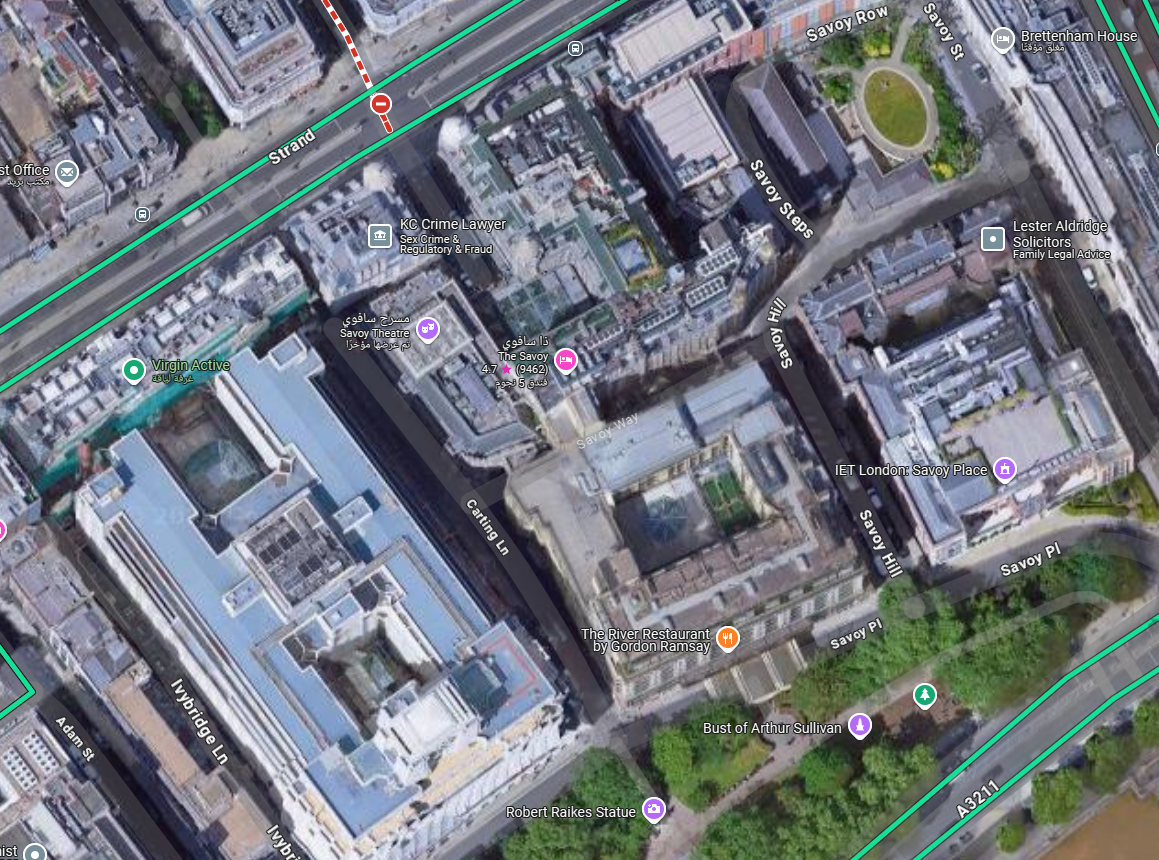 Savoy Row
Savoy St
Brettenham House
مغلق مؤقتًا
Strand
st Office
مكتب بريد
KC Crime Lawyer
Sex Crime &
Regulatory & Fraud
Savoy Steps
Lester Aldridge
Solicitors
Family Legal Advice
مسرح سافوي
Savoy Theatre
تم عرضها مؤخرًا
ذا سافوي
The Savoy
4.7 ★ (9462)
فندق 5 نجوم
Savoy Hill
Virgin Active
غرفة لياقة
Savoy Way
IET London: Savoy Place
Carting Ln
Savoy Hill
Savoy Pl
Savoy Pl
The River Restaurant
by Gordon Ramsay
Ivybridge Ln
Adam St
Bust of Arthur Sullivan
A3211
Robert Raikes Statue
Ivybri
ist